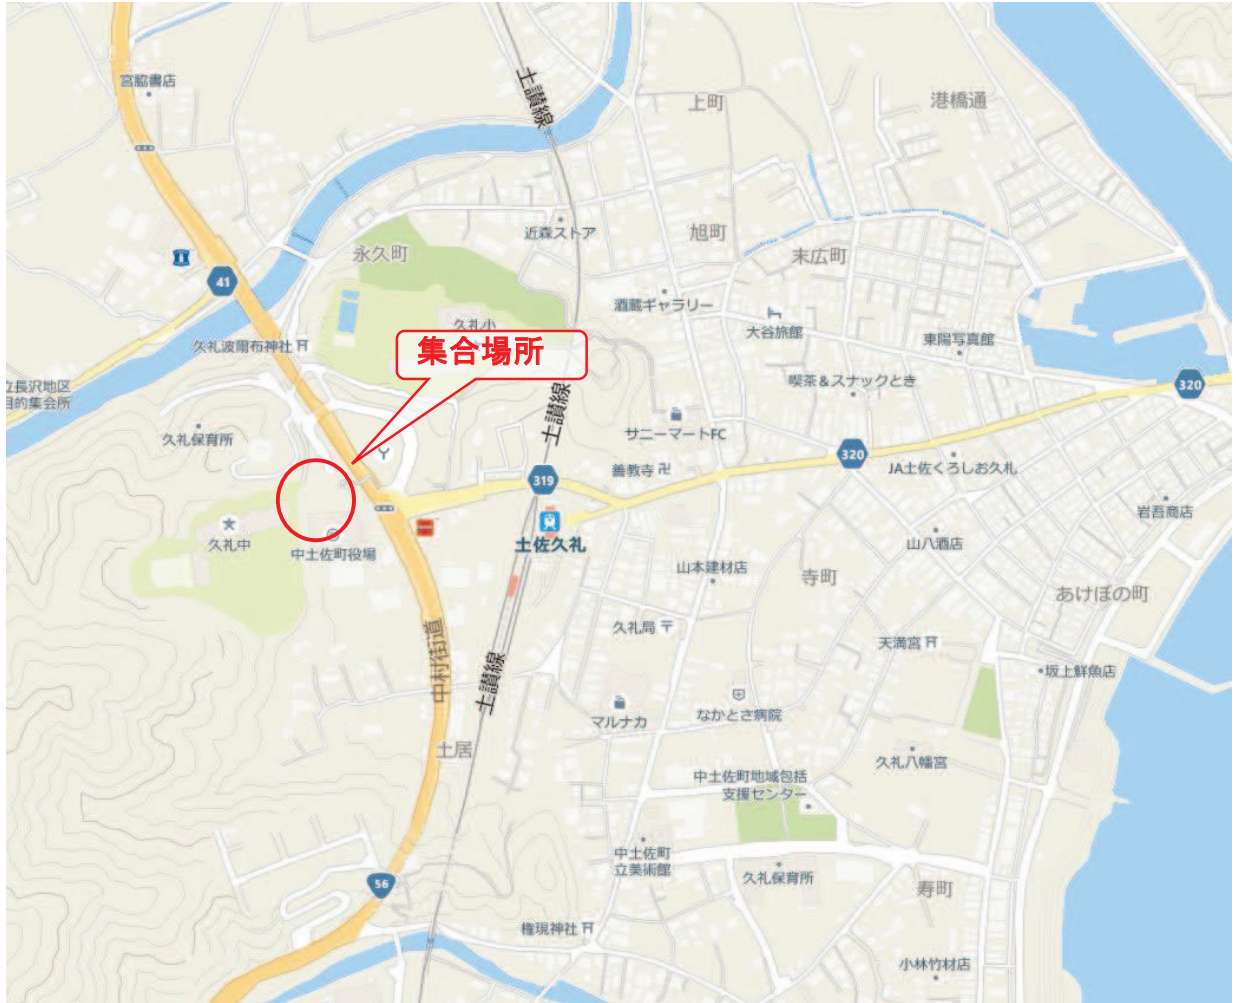 宮脇書店
土讃線
上町
港橋通
近森ストア
旭町
永久町
末広町
41
酒蔵ギャラリー
久礼小
大谷旅館
久礼波爾布神社
東陽写真館
集合場所
立長沢地区
目的集会所
喫茶&スナックとき
320
土讃線
久礼保育所
サニーマートFC
320
善教寺
JA土佐くろしお久礼
319
岩吾商店
久礼中
中土佐町役場
土佐久礼
山八酒店
山本建材店
寺町
あけぼの町
久礼局
天満宮
中村街道
土讃線
坂上鮮魚店
マルナカ
なかとさ病院
土居
久礼八幡宮
中土佐町地域包括
支援センター
中土佐町
立美術館
久礼保育所
56
寿町
権現神社
小林竹材店